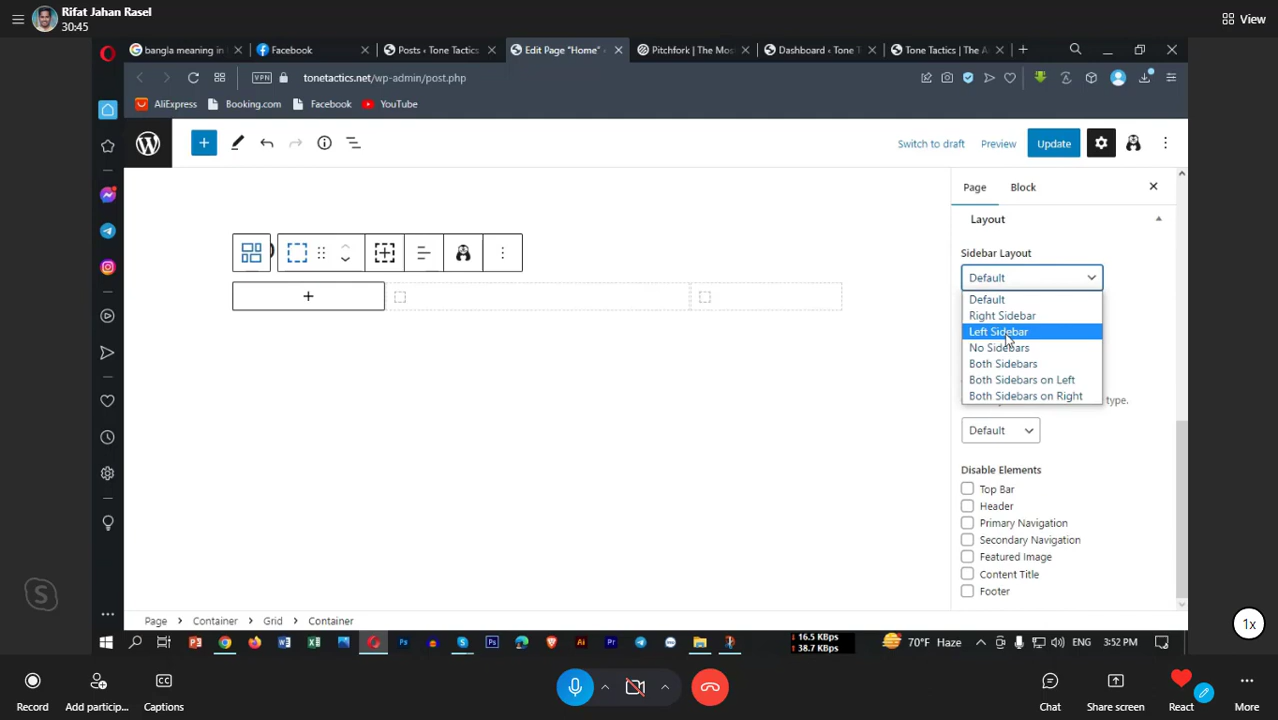 Rifat Jahan Rasel
30:45
View
bangla meaning in
Facebook
Posts ‹ Tone Tactics
Edit Page "Home" ‹
Pitchfork | The Mos
Dashboard ‹ Tone T
Tone Tactics | The A
VPN
tonetactics.net/wp-admin/post.php
AliExpress
Booking.com
Facebook
YouTube
Switch to draft
Preview
Update
Page
Block
Layout
Sidebar Layout
Default
Default
Right Sidebar
Left Sidebar
No Sidebars
Both Sidebars
Both Sidebars on Left
Both Sidebars on Right
type.
Default
Disable Elements
Top Bar
Header
Primary Navigation
Secondary Navigation
Featured Image
Content Title
Footer
Page
Container
Grid
Container
1x
16.5 KBps
38.7 KBps
70°F Haze
ENG
3:52 PM
Record
Add particip...
Captions
Chat
Share screen
React
More